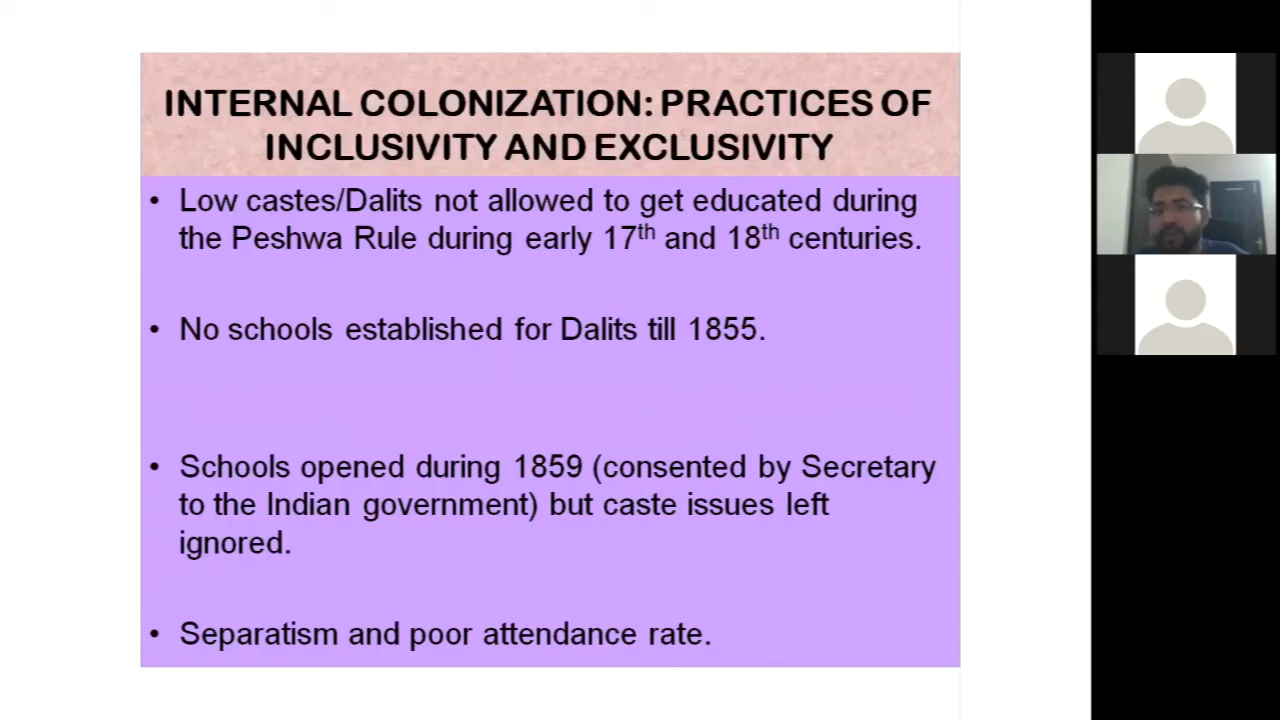 INTERNAL COLONIZATION: PRACTICES OF
INCLUSIVITY AND EXCLUSIVITY
• Low castes/Dalits not allowed to get educated during
the Peshwa Rule during early 17th and 18th centuries.
• No schools established for Dalits till 1855.
• Schools opened during 1859 (consented by Secretary
to the Indian government) but caste issues left
ignored.
• Separatism and poor attendance rate.